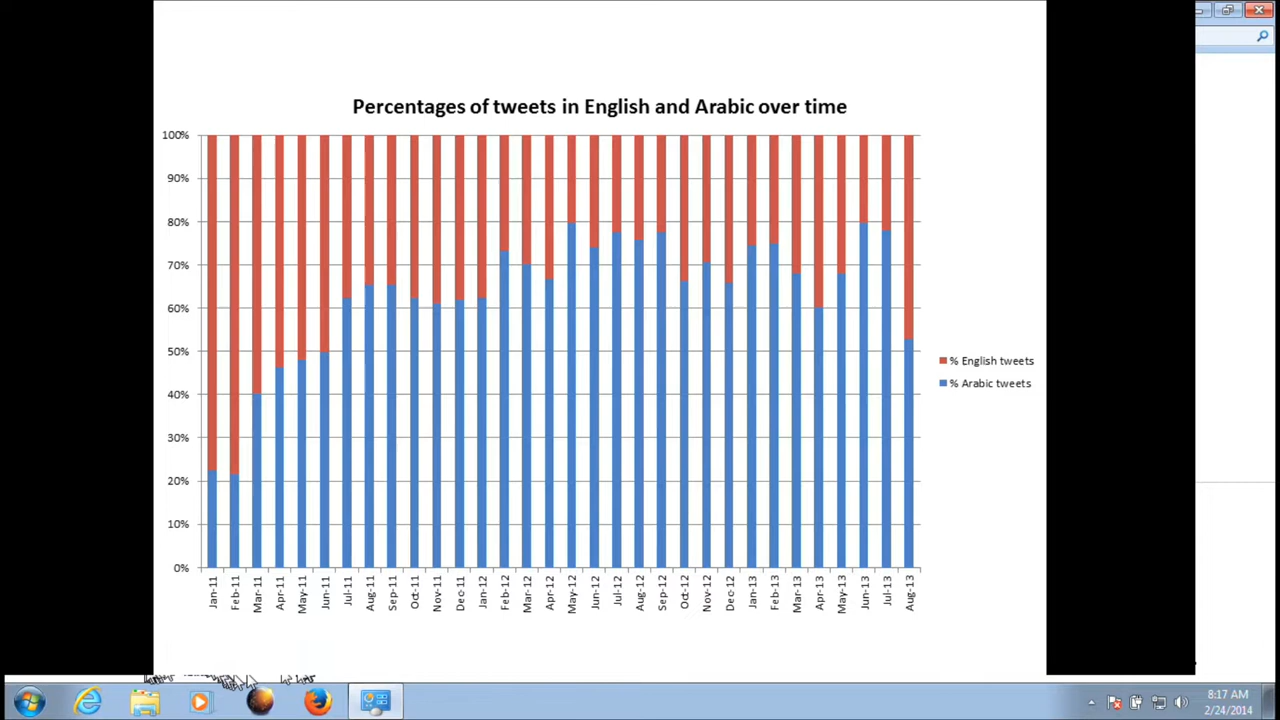 Percentages of tweets in English and Arabic over time
100%
90%
80%
70%
60%
50%
40%
30%
20%
10%
0%
Jan-11
Feb-11
Mar-11
Apr-11
May-11
Jun-11
Jul-11
Aug-11
Sep-11
Oct-11
Nov-11
Dec-11
Jan-12
Feb-12
Mar-12
Apr-12
May-12
Jun-12
Jul-12
Aug-12
Sep-12
Oct-12
Nov-12
Dec-12
Jan-13
Feb-13
Mar-13
Apr-13
May-13
Jun-13
Jul-13
Aug-13
% English tweets
% Arabic tweets
8:17 AM
2/24/2014